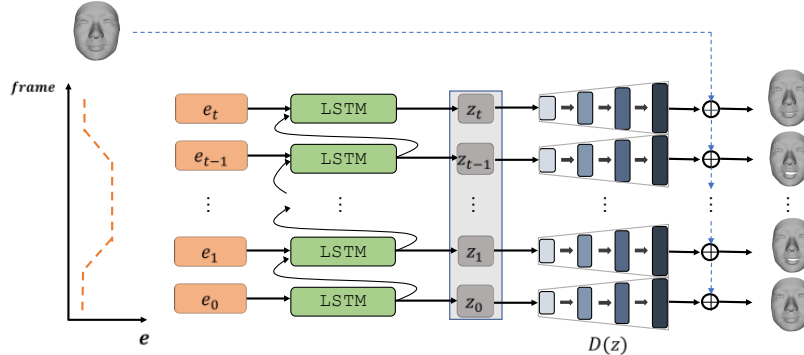 frame
e_t LSTM z_t
e_{t−1} LSTM z_{t−1}
⋮ ⋮ ⋮ ⋮ ⋮ ⋮
e_1 LSTM z_1
e_0 LSTM z_0
e D(z)